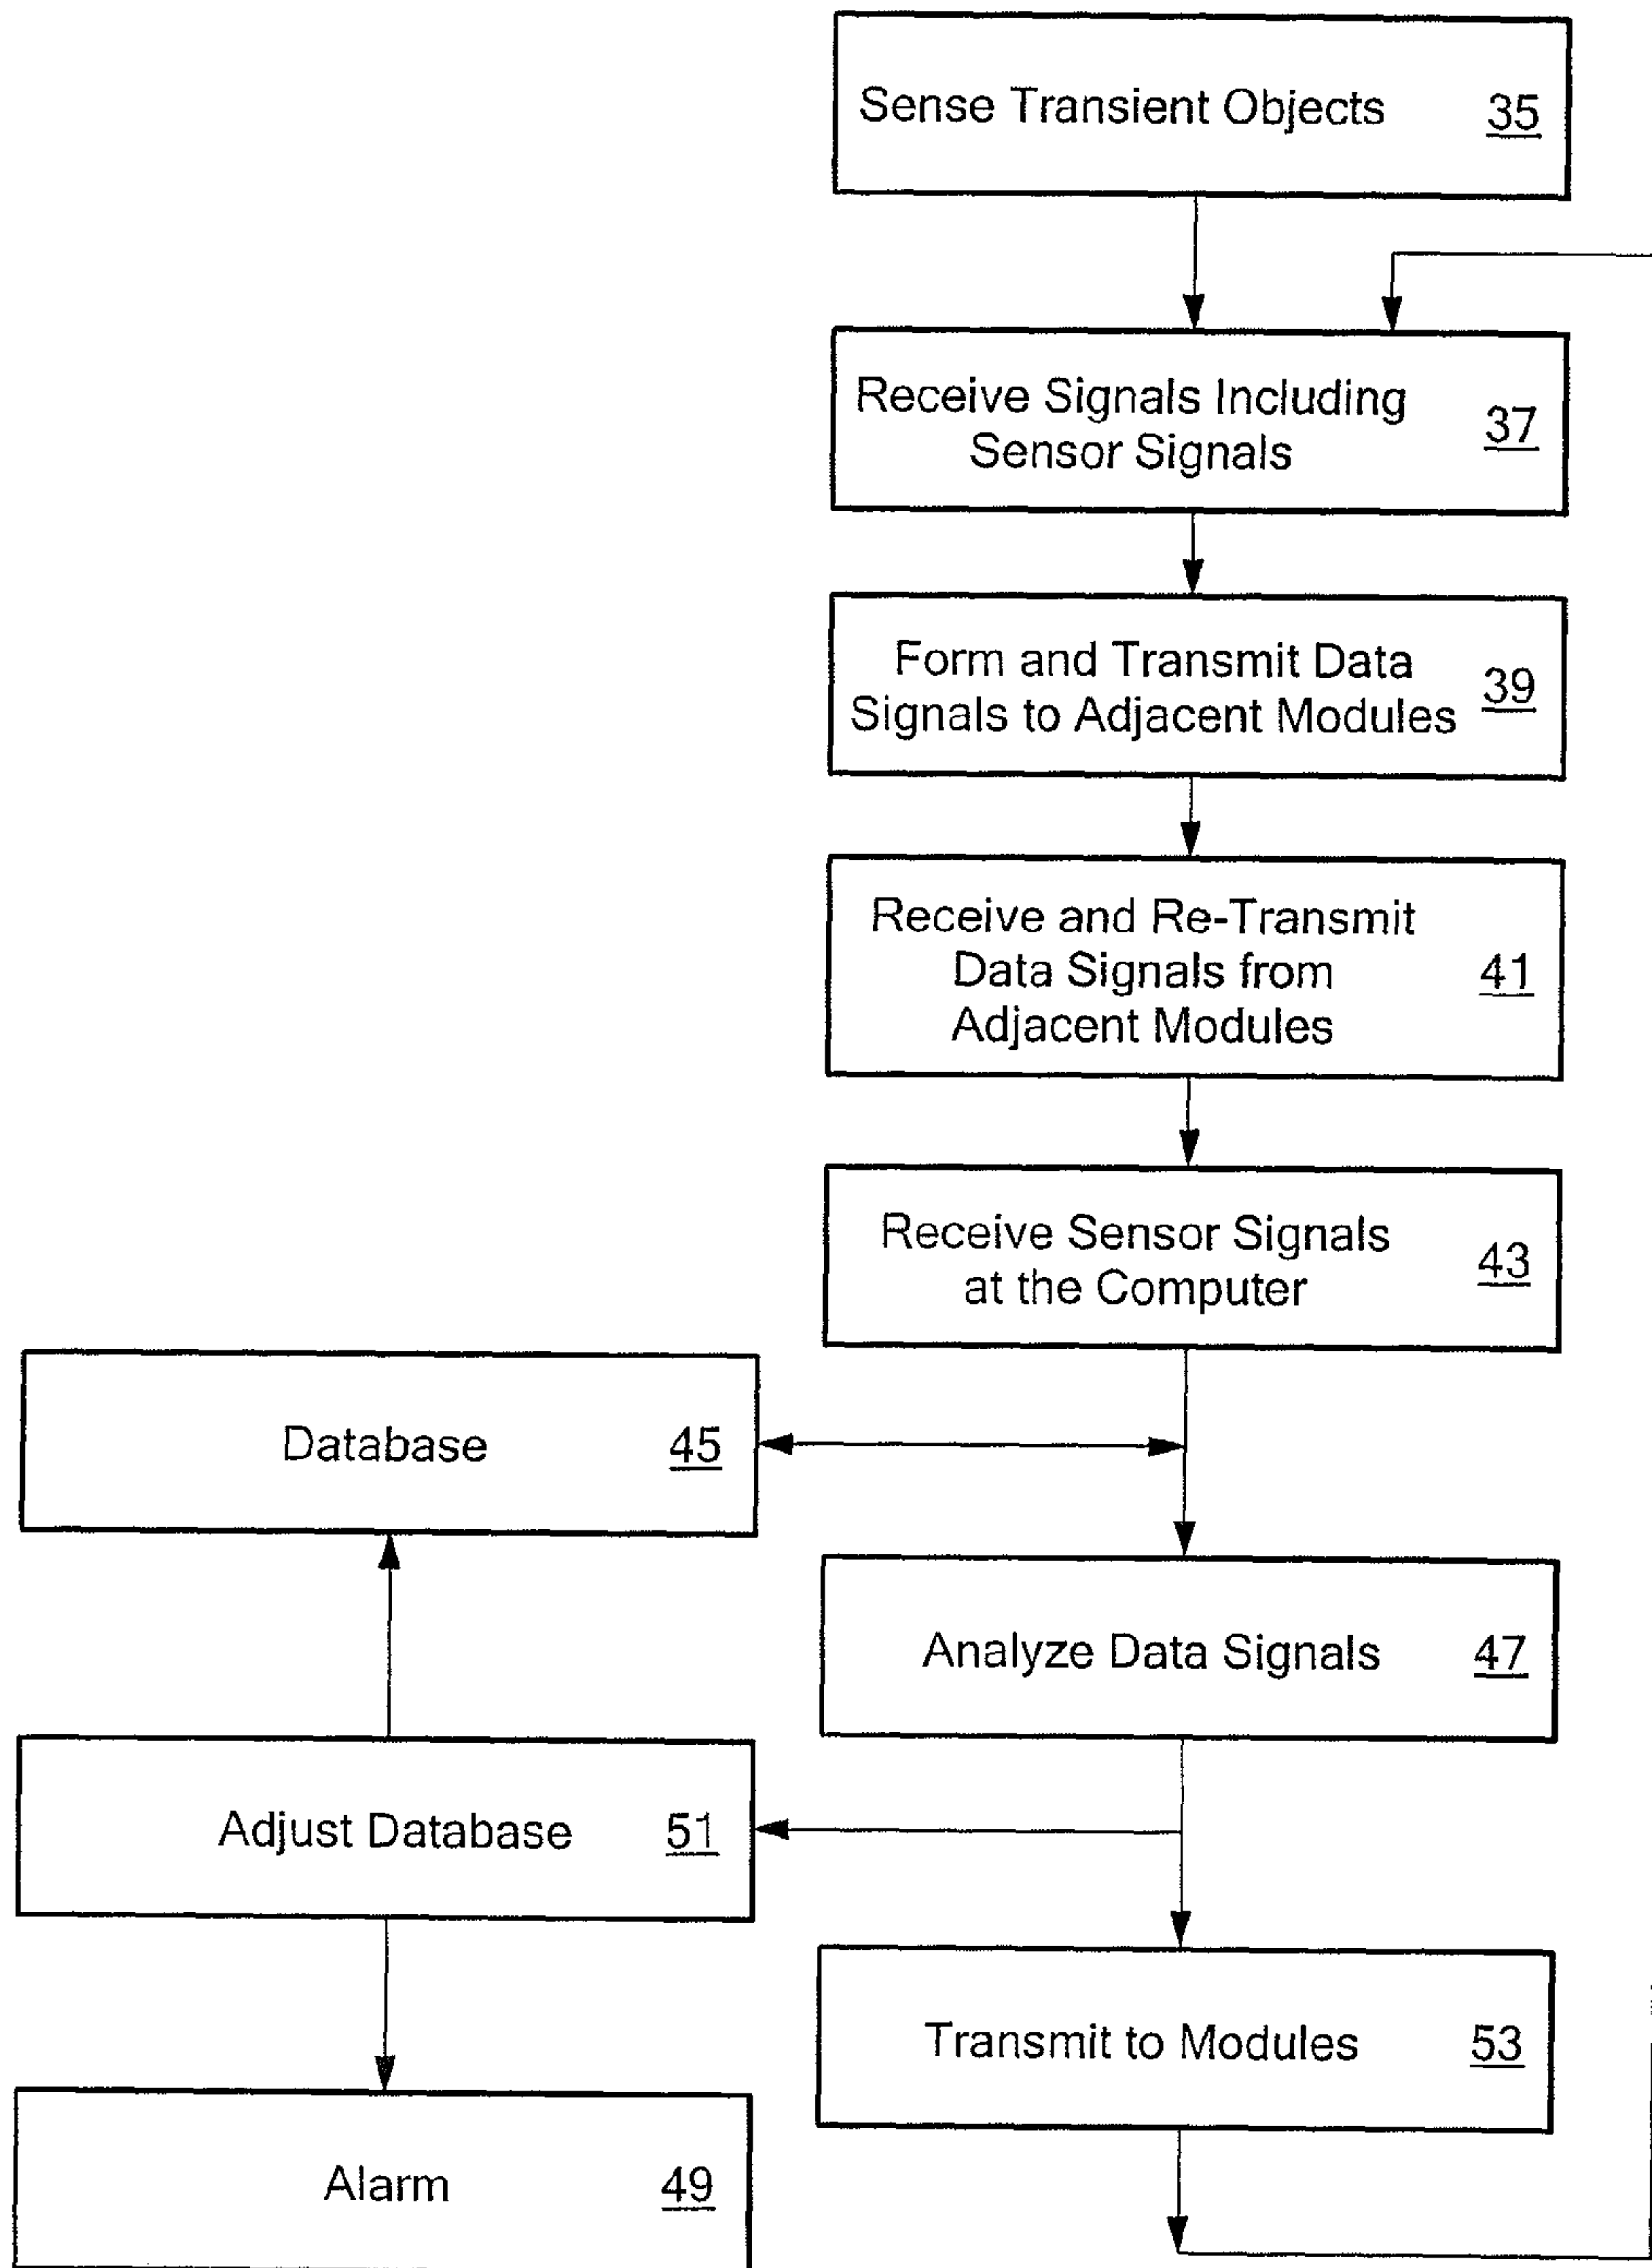 Sense Transient Objects 35
Receive Signals Including
Sensor Signals 37
Form and Transmit Data
Signals to Adjacent Modules 39
Receive and Re-Transmit
Data Signals from
Adjacent Modules 41
Receive Sensor Signals
at the Computer 43
Database 45
Analyze Data Signals 47
Adjust Database 51
Transmit to Modules 53
Alarm 49